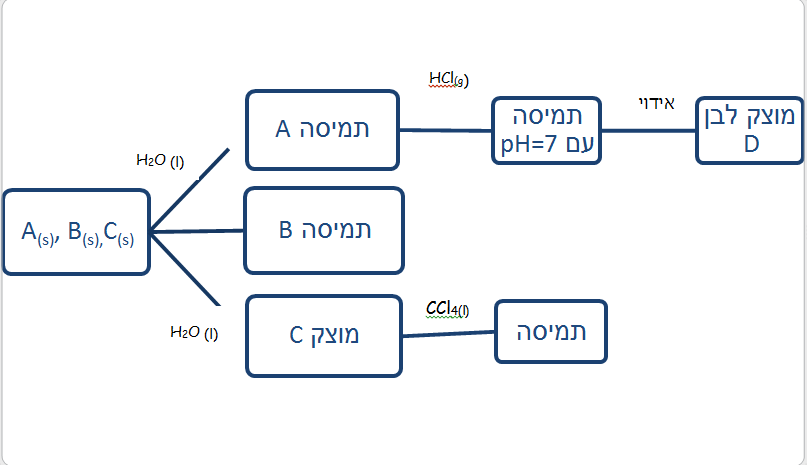 A(s), B(s),C(s)
H₂O (l)
H₂O (l)
תמיסה A
HCl(g)
תמיסה
עם pH=7
אידוי
מוצק לבן
D
תמיסה B
מוצק C
CCl₄(l)
תמיסה